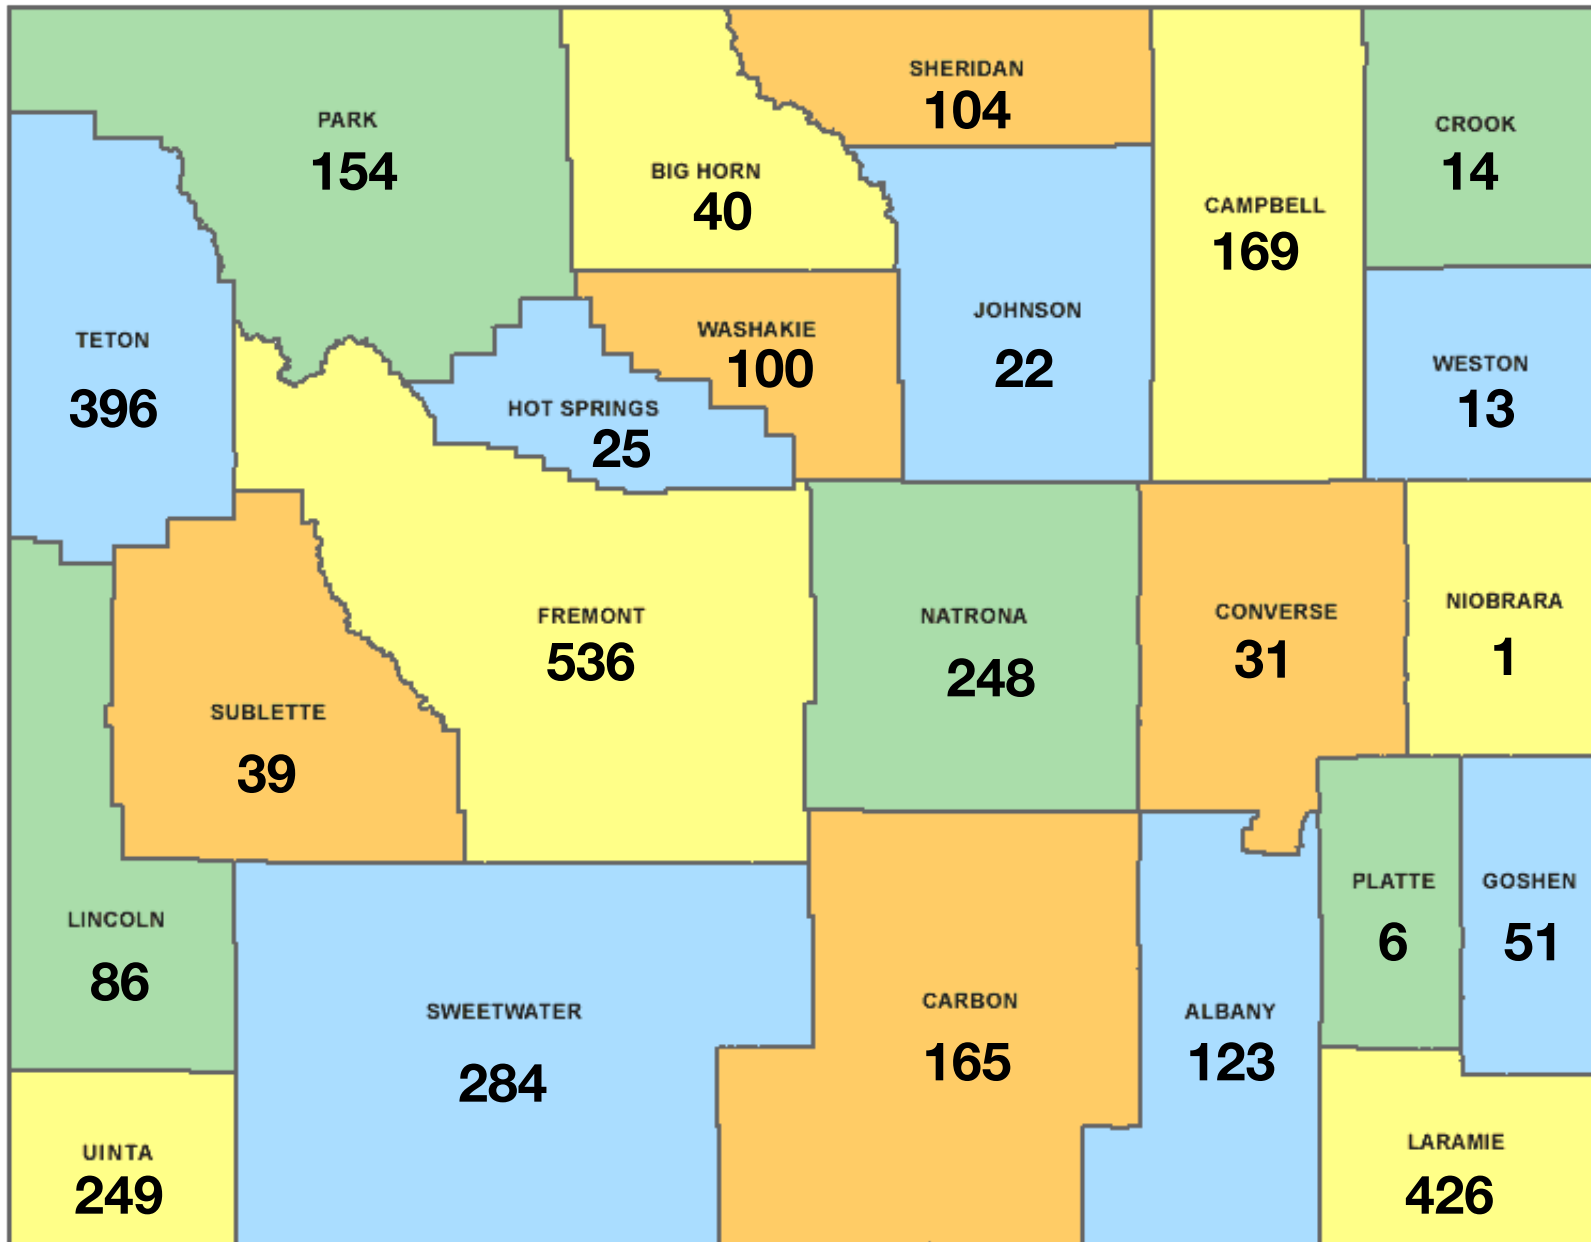 SHERIDAN
104
PARK
154
CROOK
14
BIG HORN
40
CAMPBELL
169
JOHNSON
22
WASHAKIE
100
TETON
396
WESTON
13
HOT SPRINGS
25
FREMONT
536
NATRONA
248
CONVERSE
31
NIOBRARA
1
SUBLETTE
39
PLATTE
6
GOSHEN
51
LINCOLN
86
SWEETWATER
284
CARBON
165
ALBANY
123
UINTA
249
LARAMIE
426